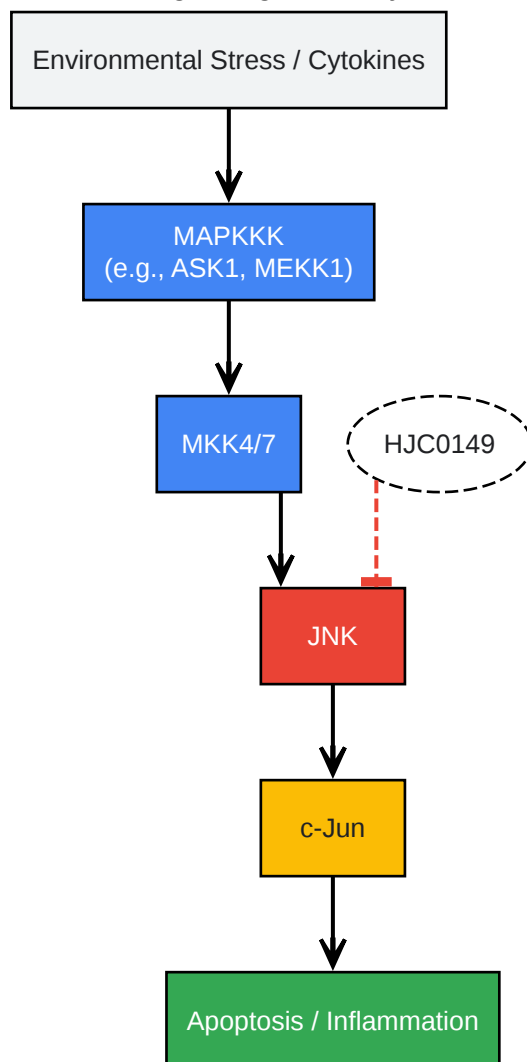 Environmental Stress / Cytokines
MAPKKK
(e.g., ASK1, MEKK1)
MKK4/7
HJC0149
JNK
c-Jun
Apoptosis / Inflammation